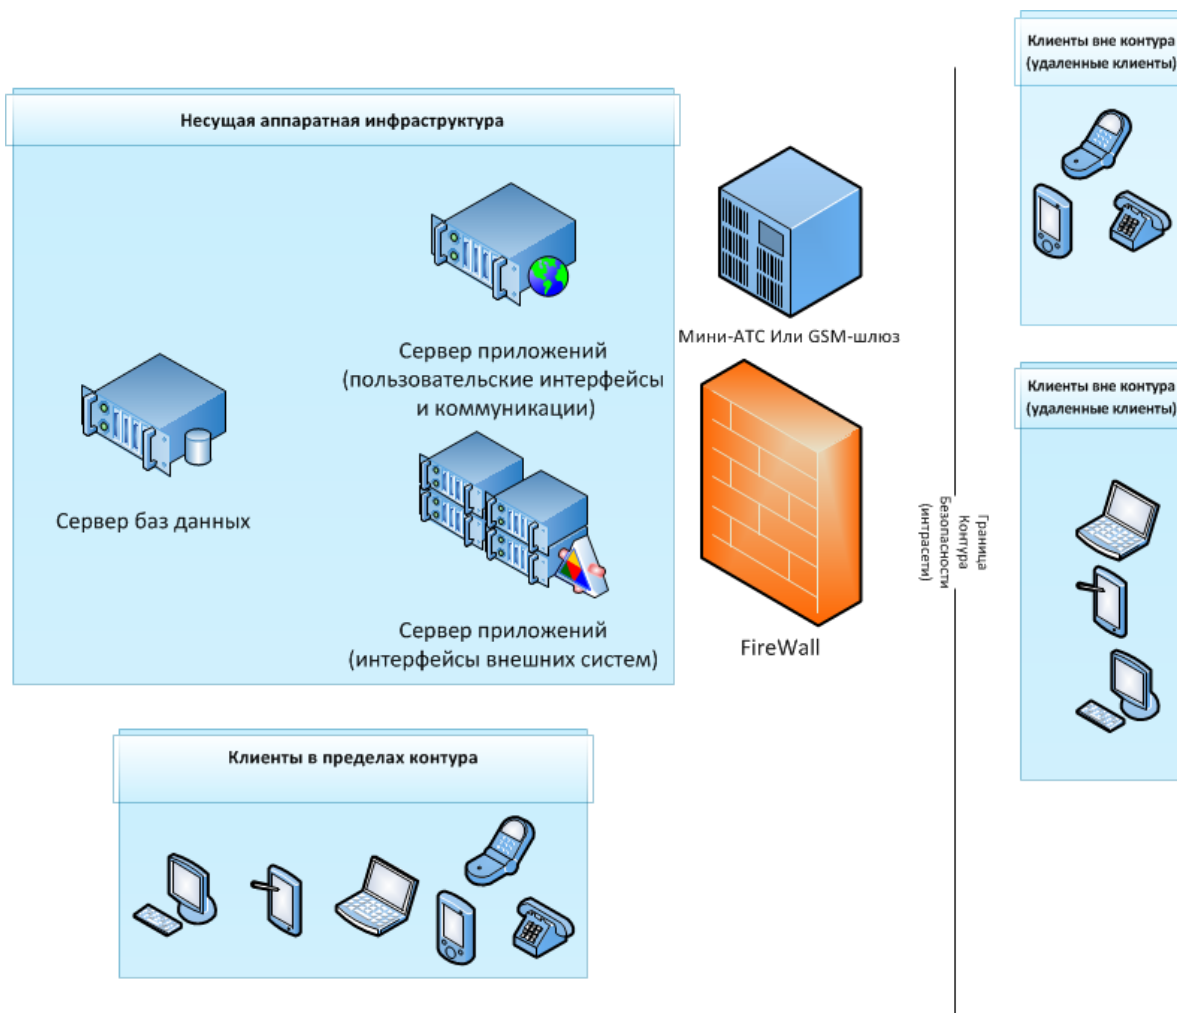 Клиенты вне контура
(удаленные клиенты)
Несущая аппаратная инфраструктура
Мини-АТС Или GSM-шлюз
Сервер приложений
(пользовательские интерфейсы
и коммуникации)
Клиенты вне контура
(удаленные клиенты)
Сервер баз данных
Граница
Контура
Безопасности
(интрасети)
Сервер приложений
(интерфейсы внешних систем)
FireWall
Клиенты в пределах контура